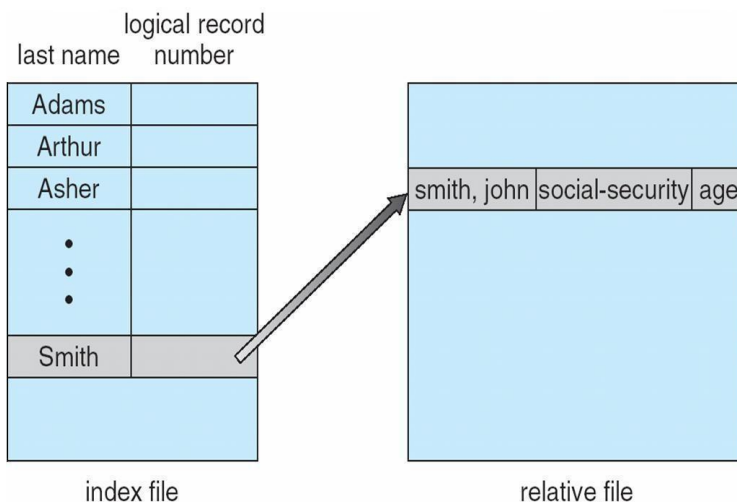 logical record
last name number
Adams
Arthur
Asher
Smith
smith, john social-security age
index file
relative file